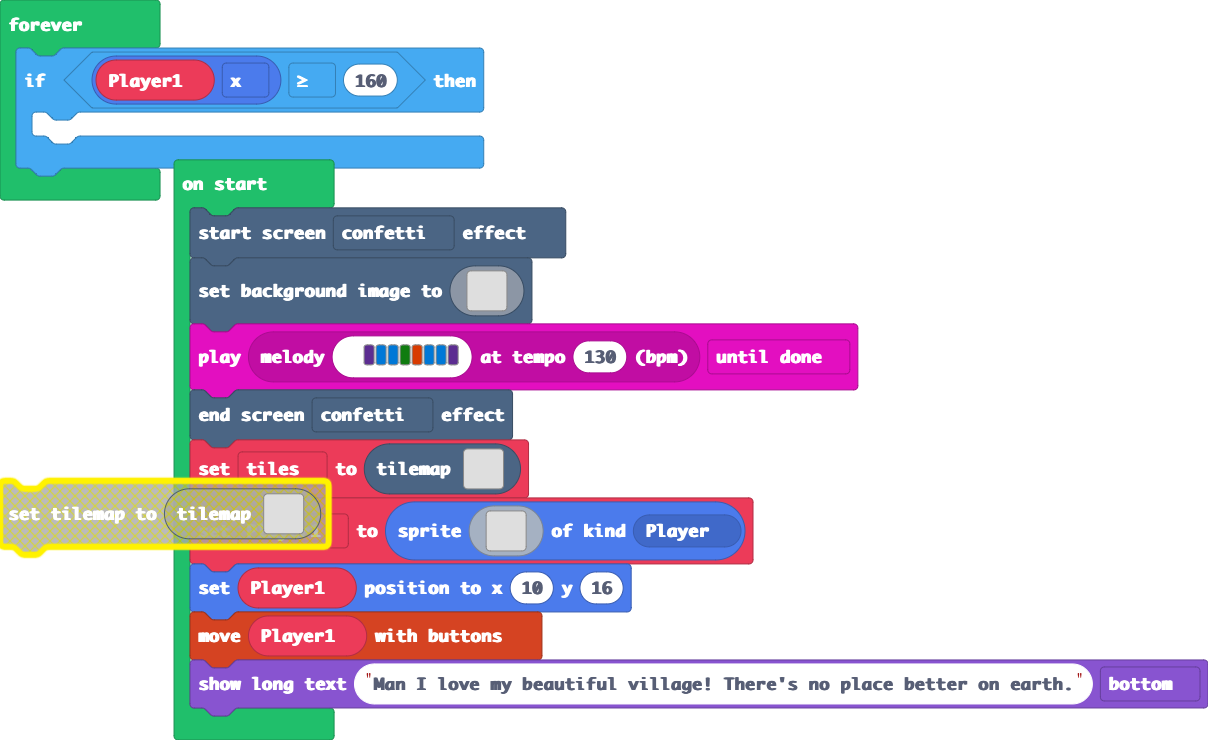 forever
if Player1 x ≥ 160 then
on start
start screen confetti effect
set background image to
play melody at tempo 130 (bpm) until done
end screen confetti effect
set tiles to tilemap
set tilemap to tilemap
to sprite of kind Player
set Player1 position to x 10 y 16
move Player1 with buttons
show long text "Man I love my beautiful village! There's no place better on earth." bottom